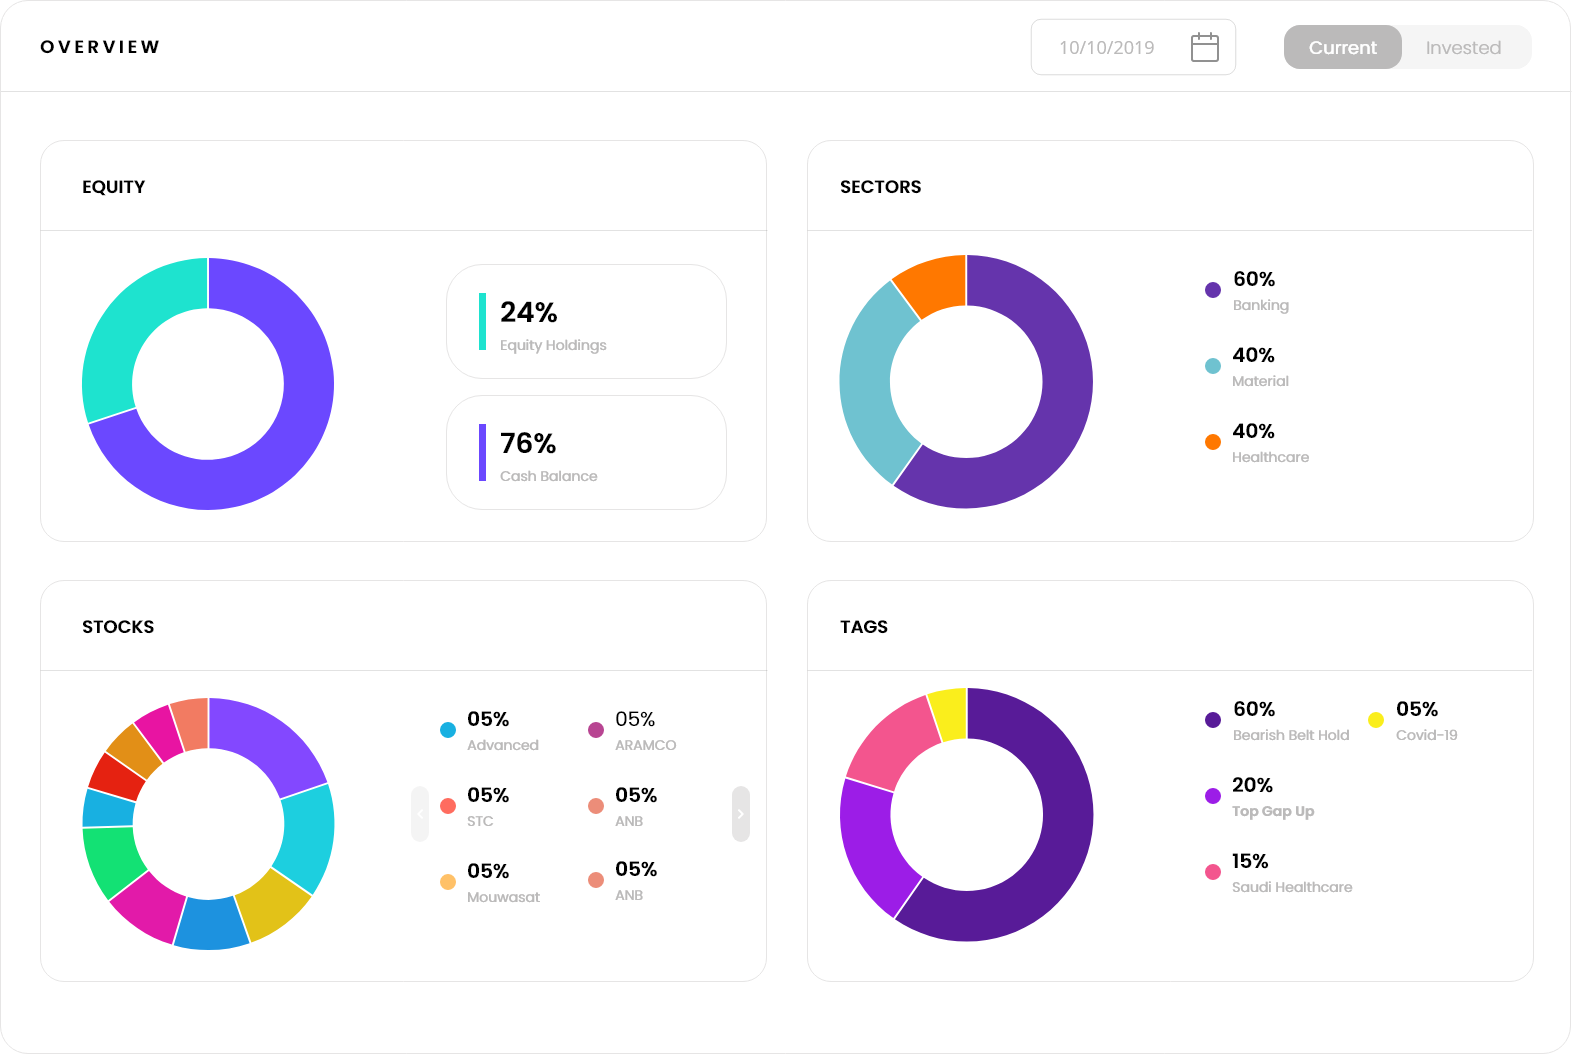 OVERVIEW
10/10/2019
Current
Invested
EQUITY
24%
Equity Holdings
76%
Cash Balance
SECTORS
60%
Banking
40%
Material
40%
Healthcare
STOCKS
05%
Advanced
05%
ARAMCO
05%
STC
05%
ANB
05%
Mouwasat
05%
ANB
TAGS
60%
Bearish Belt Hold
05%
Covid-19
20%
Top Gap Up
15%
Saudi Healthcare